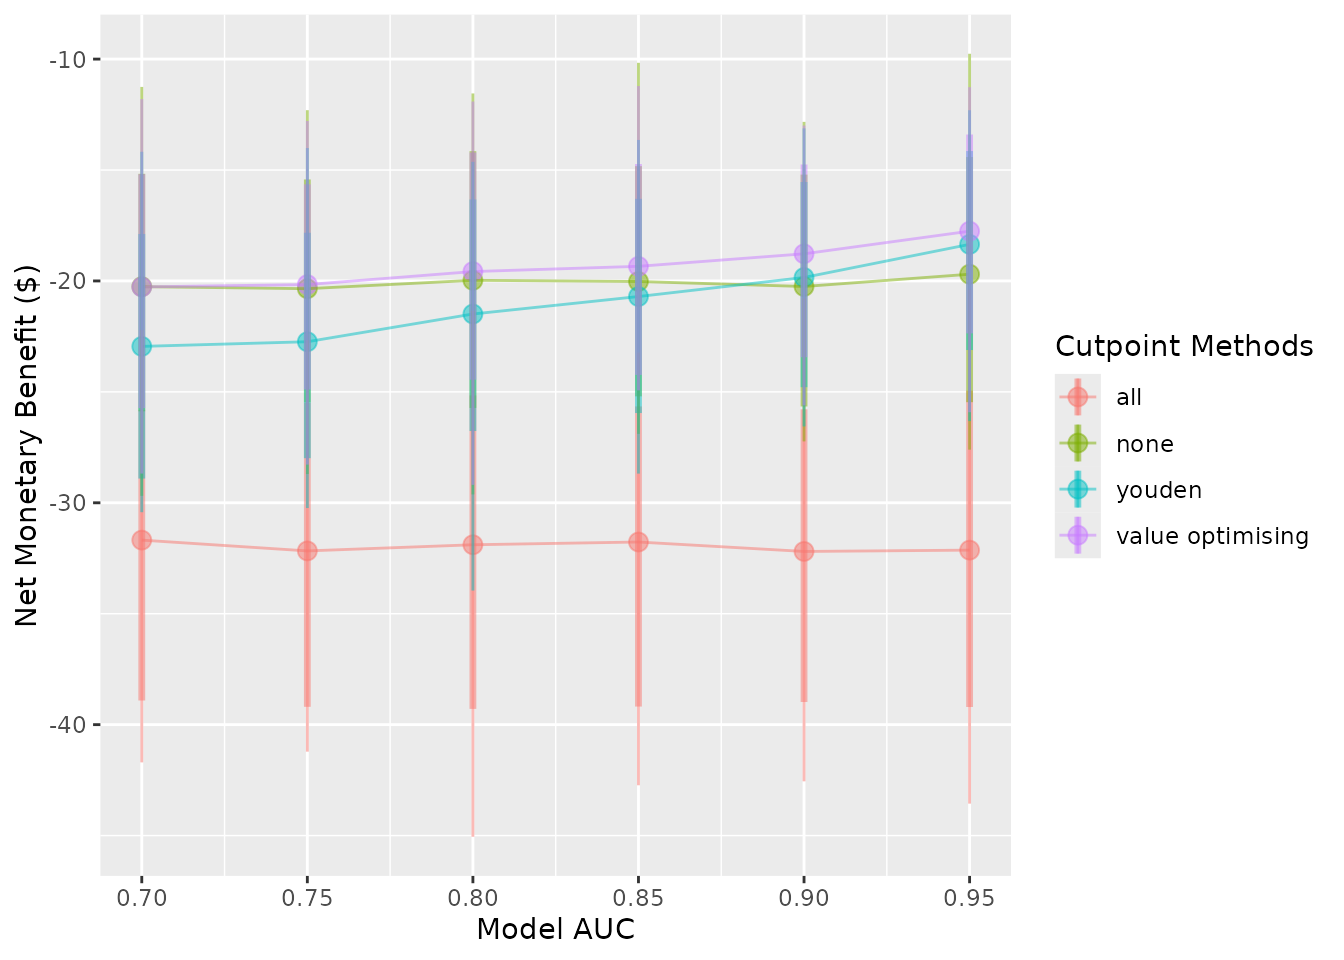 Net Monetary Benefit ($)
-10
-20
-30
-40
0.70 0.75 0.80 0.85 0.90 0.95
Model AUC
Cutpoint Methods
all
none
youden
value optimising